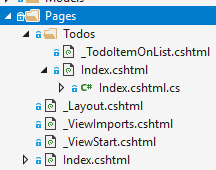 Models
Pages
Todos
_TodoItemOnList.cshtml
Index.cshtml
C# Index.cshtml.cs
_Layout.cshtml
_ViewImports.cshtml
_ViewStart.cshtml
Index.cshtml